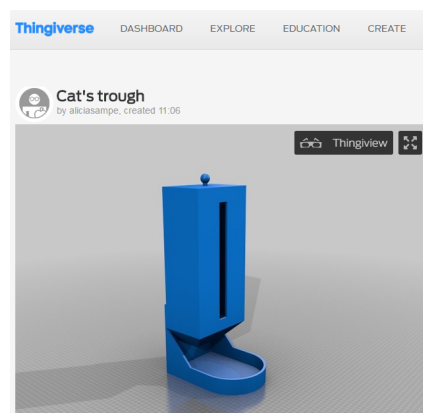 Thingiverse DASHBOARD EXPLORE EDUCATION CREATE
Cat's trough
by aliciasampe, created 11:06
Thingiview